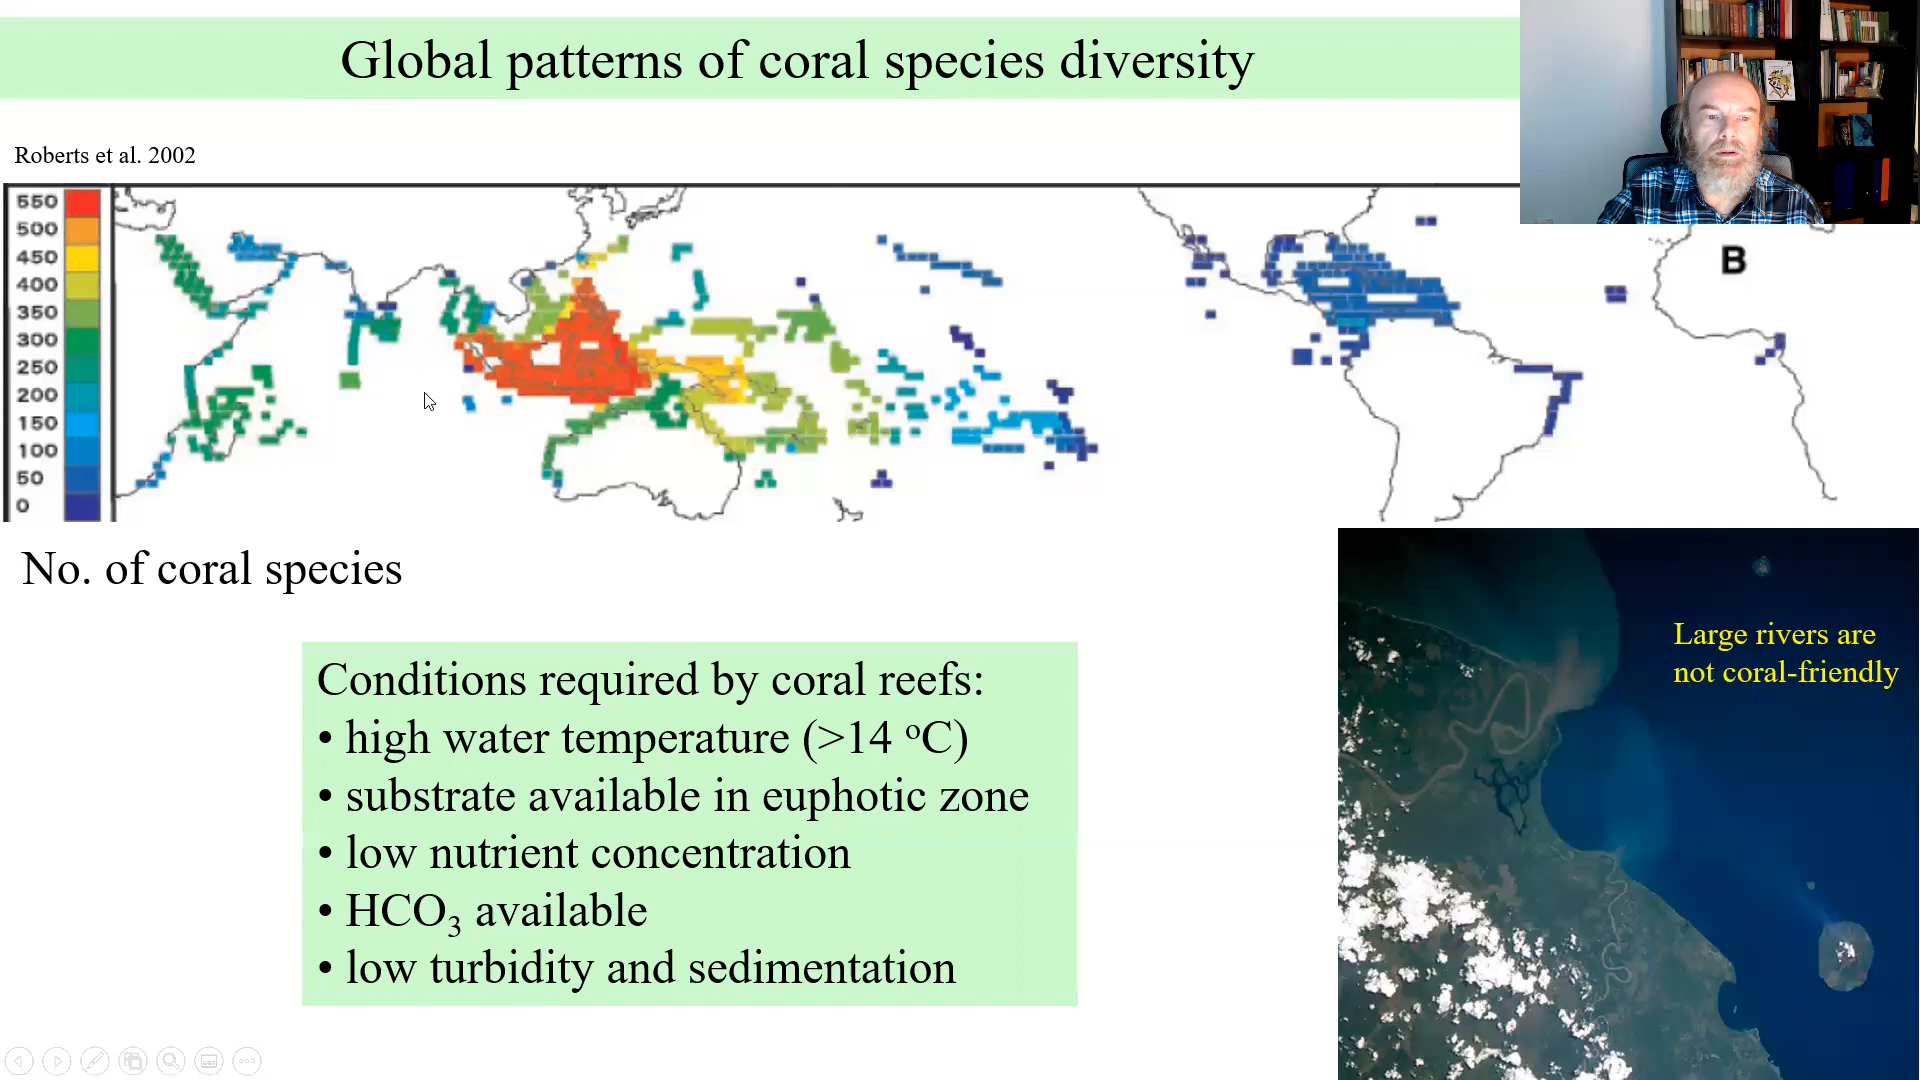 Global patterns of coral species diversity
Roberts et al. 2002
550
500
450
400
350
300
250
200
150
100
50
0
B
No. of coral species
Conditions required by coral reefs:
• high water temperature (>14 °C)
• substrate available in euphotic zone
• low nutrient concentration
• HCO₃ available
• low turbidity and sedimentation
Large rivers are
not coral-friendly